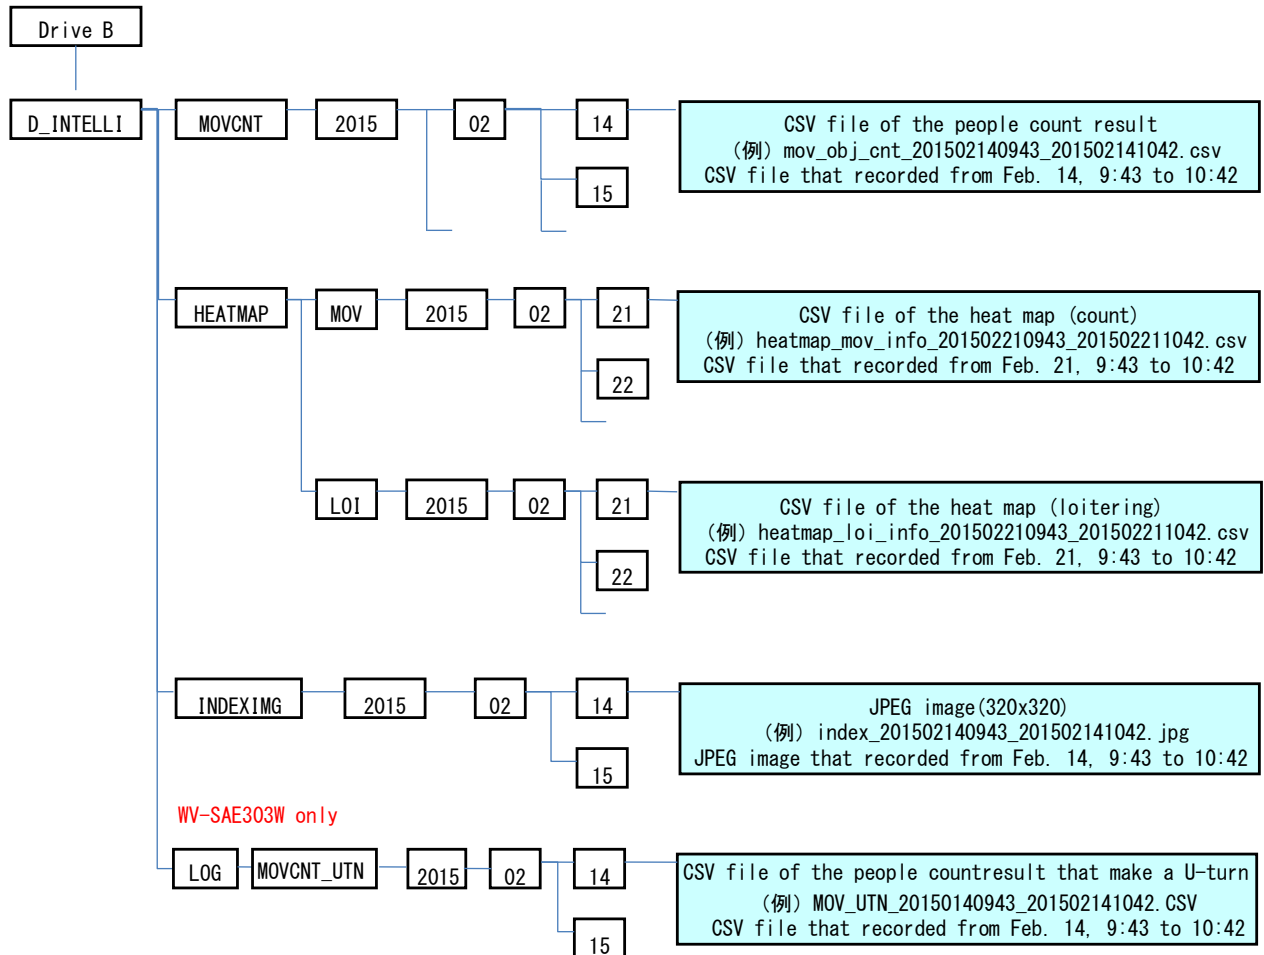 Drive B
D_INTELLI
MOVCNT
2015
02
14
CSV file of the people count result
(例) mov_obj_cnt_201502140943_201502141042.csv
CSV file that recorded from Feb. 14, 9:43 to 10:42
15
HEATMAP
MOV
2015
02
21
CSV file of the heat map (count)
(例) heatmap_mov_info_201502210943_201502211042.csv
CSV file that recorded from Feb. 21, 9:43 to 10:42
22
LOI
2015
02
21
CSV file of the heat map (loitering)
(例) heatmap_loi_info_201502210943_201502211042.csv
CSV file that recorded from Feb. 21, 9:43 to 10:42
22
INDEXIMG
2015
02
14
JPEG image(320x320)
(例) index_201502140943_201502141042.jpg
JPEG image that recorded from Feb. 14, 9:43 to 10:42
15
WV-SAE303W only
LOG
MOVCNT_UTN
2015
02
14
CSV file of the people countresult that make a U-turn
(例) MOV_UTN_20150140943_201502141042.CSV
CSV file that recorded from Feb. 14, 9:43 to 10:42
15